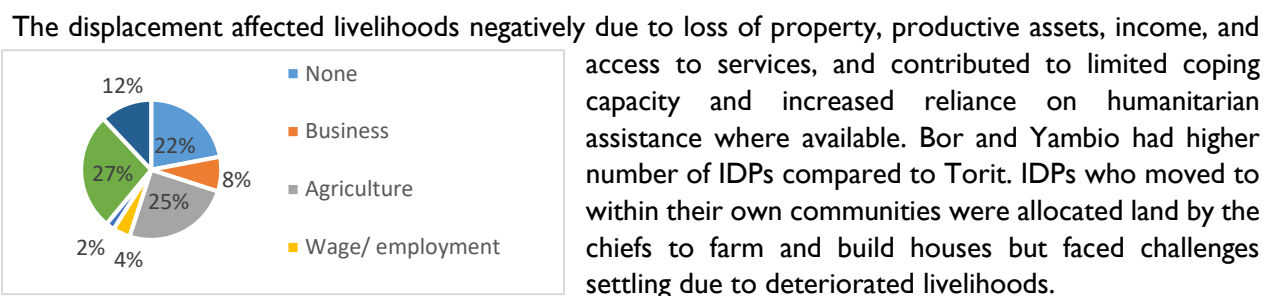 The displacement affected livelihoods negatively due to loss of property, productive assets, income, and
access to services, and contributed to limited coping
capacity and increased reliance on humanitarian
assistance where available. Bor and Yambio had higher
number of IDPs compared to Torit. IDPs who moved to
within their own communities were allocated land by the
chiefs to farm and build houses but faced challenges
settling due to deteriorated livelihoods.
12%
22%
27%
8%
25%
2%
4%
None
Business
Agriculture
Wage/ employment